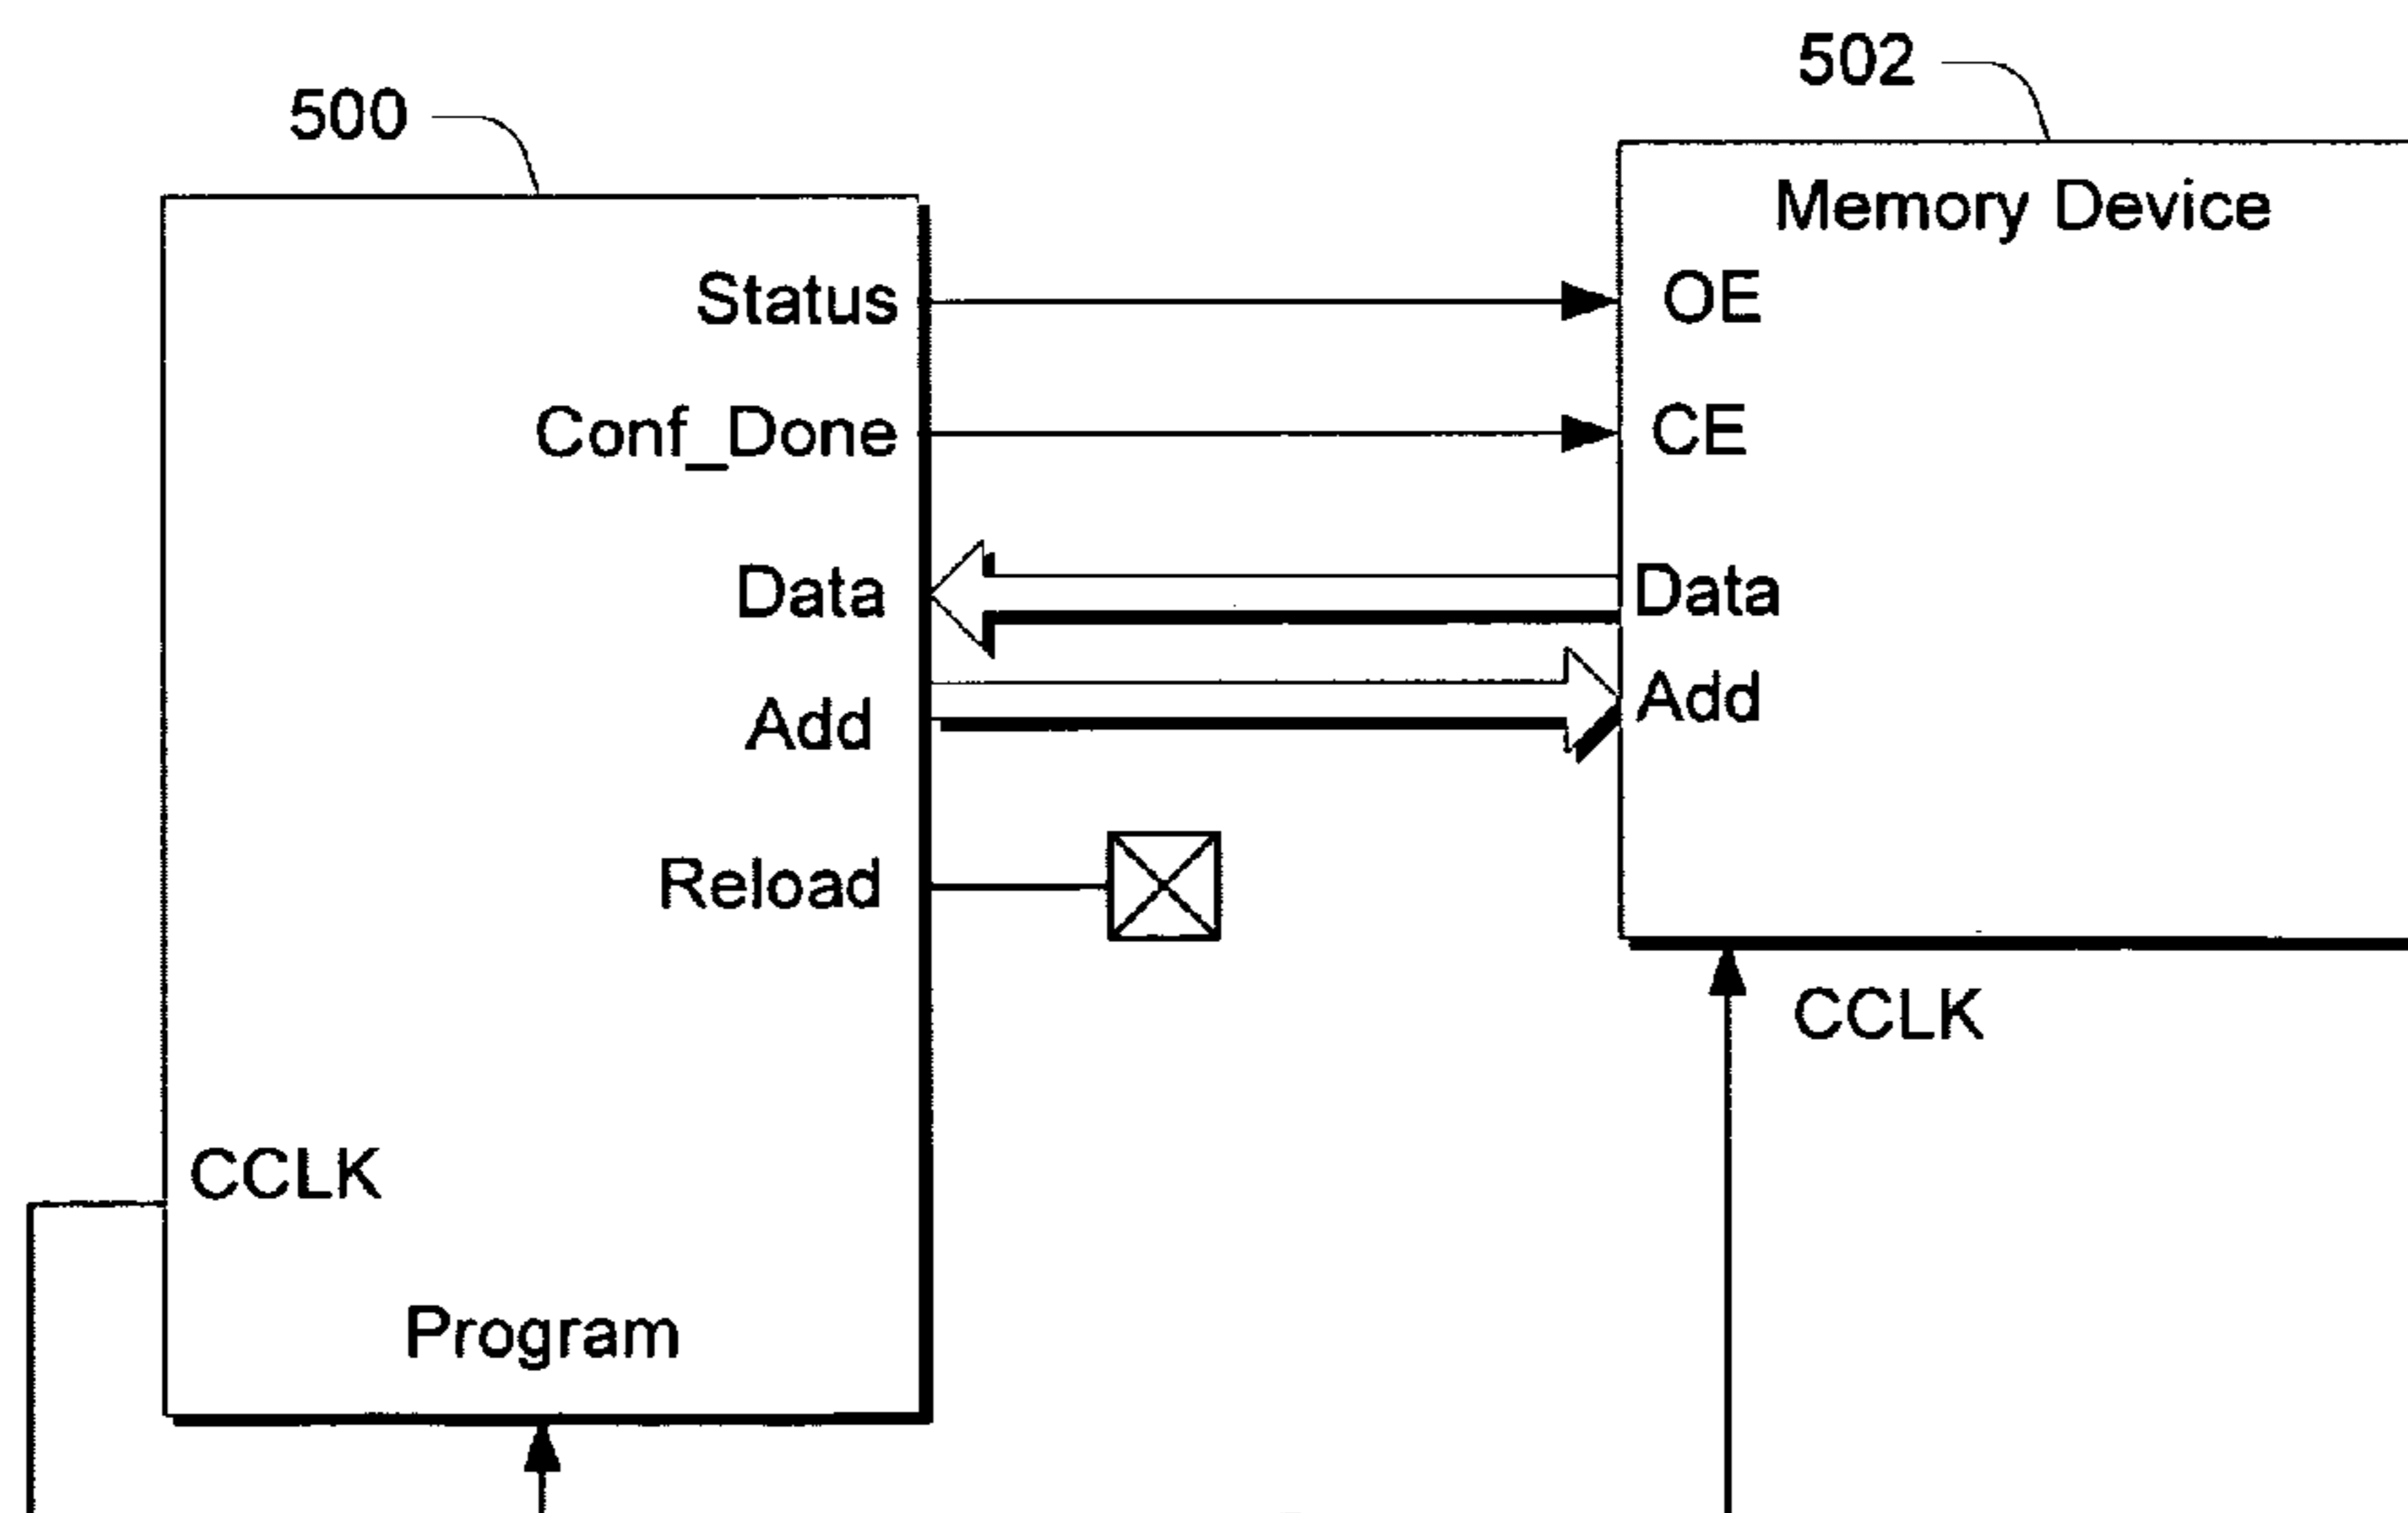 502
500
Memory Device
Status
OE
Conf_Done
CE
Data
Data
Add
Add
Reload
CCLK
CCLK
Program